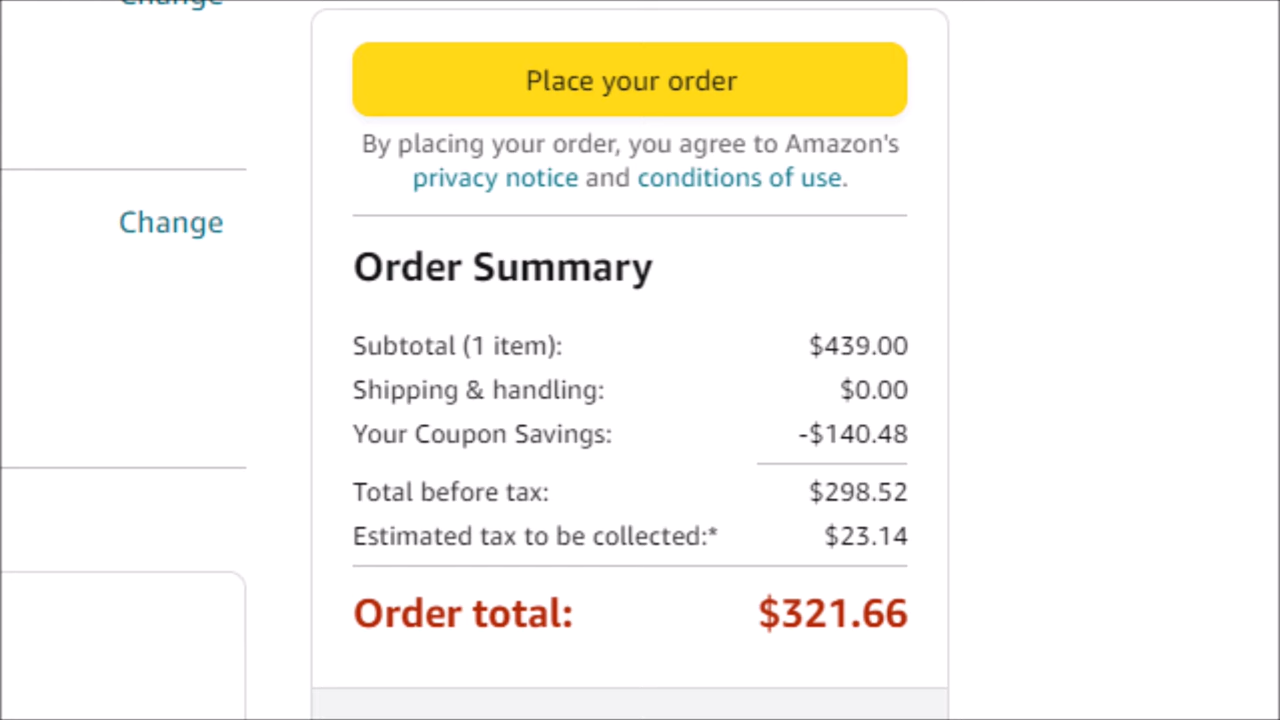 Change
Place your order
By placing your order, you agree to Amazon's
privacy notice and conditions of use.
Change
Order Summary
Subtotal (1 item): $439.00
Shipping & handling: $0.00
Your Coupon Savings: -$140.48
Total before tax: $298.52
Estimated tax to be collected:* $23.14
Order total: $321.66